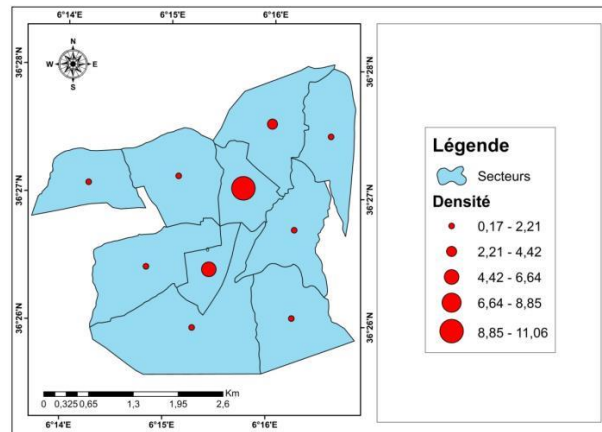 6°14'E 6°15'E 6°16'E
36°28'N
36°28'N
N
W E
S
36°27'N
36°27'N
36°26'N
36°26'N
Légende
Secteurs
Densité
0,17 - 2,21
2,21 - 4,42
4,42 - 6,64
6,64 - 8,85
8,85 - 11,06
Km
0 0,325 0,65 1,3 1,95 2,6
6°14'E 6°15'E 6°16'E